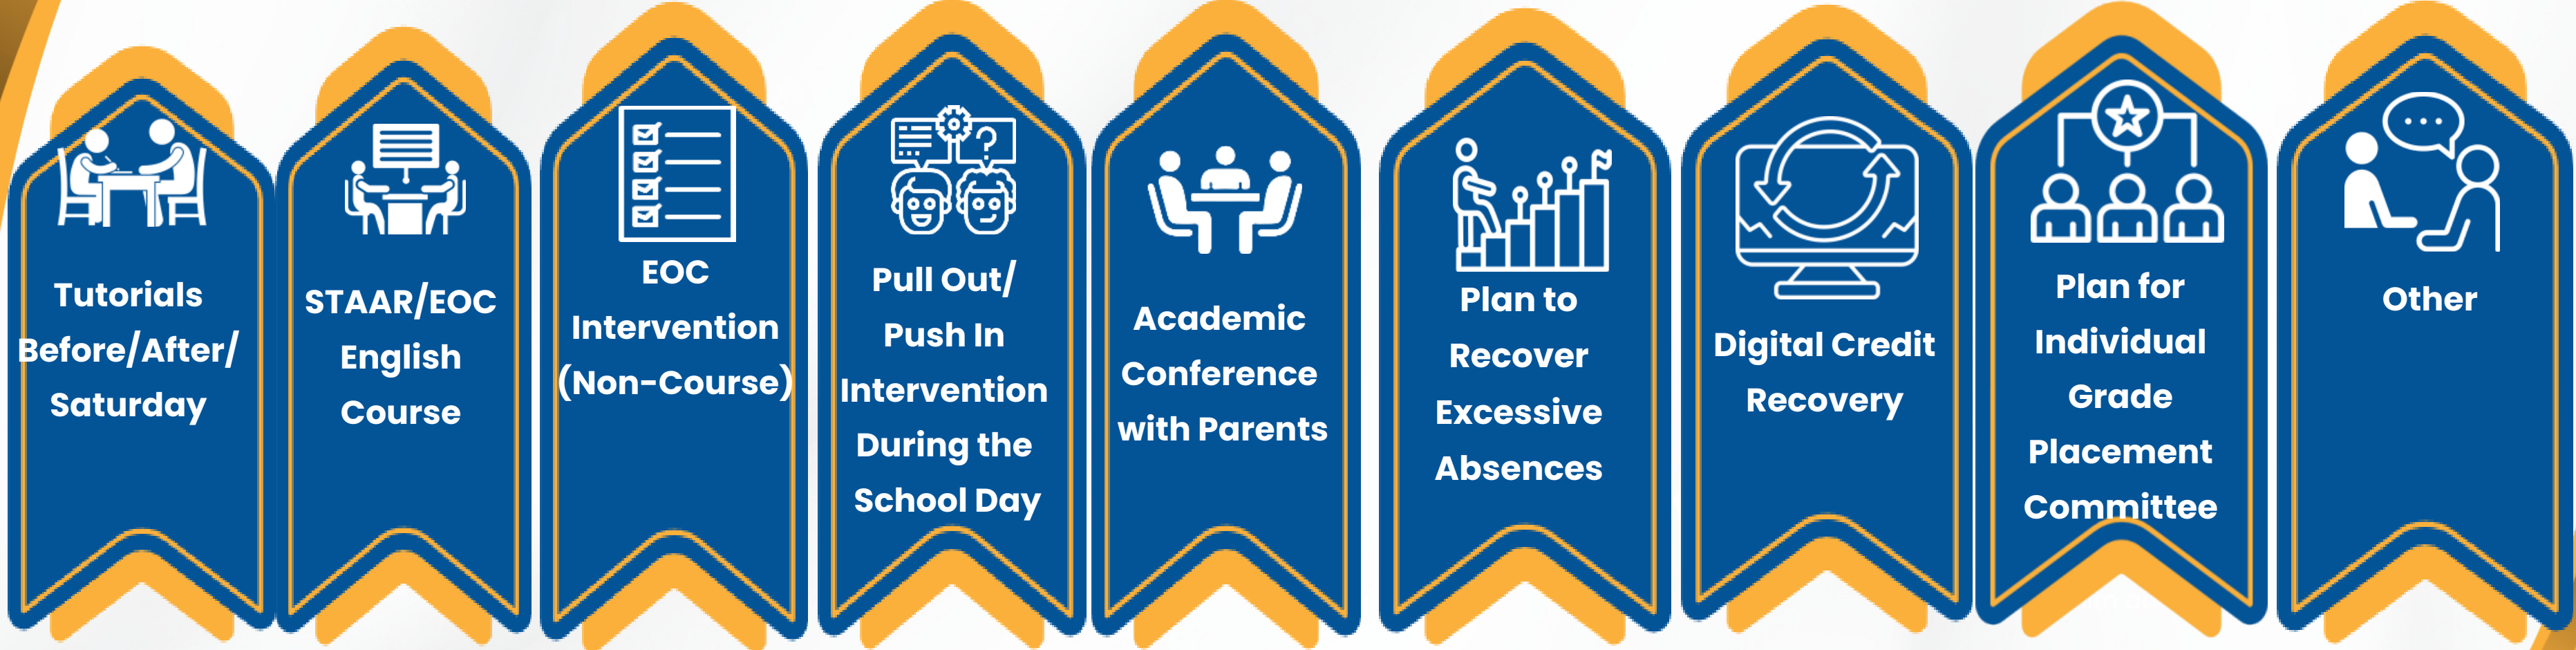 Tutorials
Before/After/
Saturday
STAAR/EOC
English
Course
EOC
Intervention
(Non-Course)
Pull Out/
Push In
Intervention
During the
School Day
Academic
Conference
with Parents
Plan to
Recover
Excessive
Absences
Digital Credit
Recovery
Plan for
Individual
Grade
Placement
Committee
Other